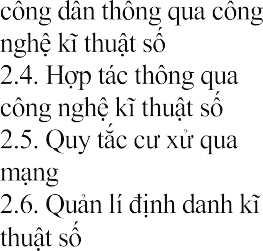 công dân thông qua công
nghệ kĩ thuật số
2.4. Hợp tác thông qua
công nghệ kĩ thuật số
2.5. Quy tắc cư xử qua
mạng
2.6. Quản lí định danh kĩ
thuật số